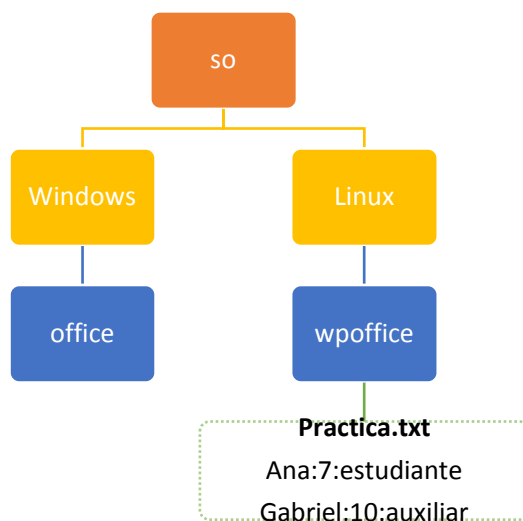 so
Windows
Linux
office
wpoffice
Practica.txt
Ana:7:estudiante
Gabriel:10:auxiliar